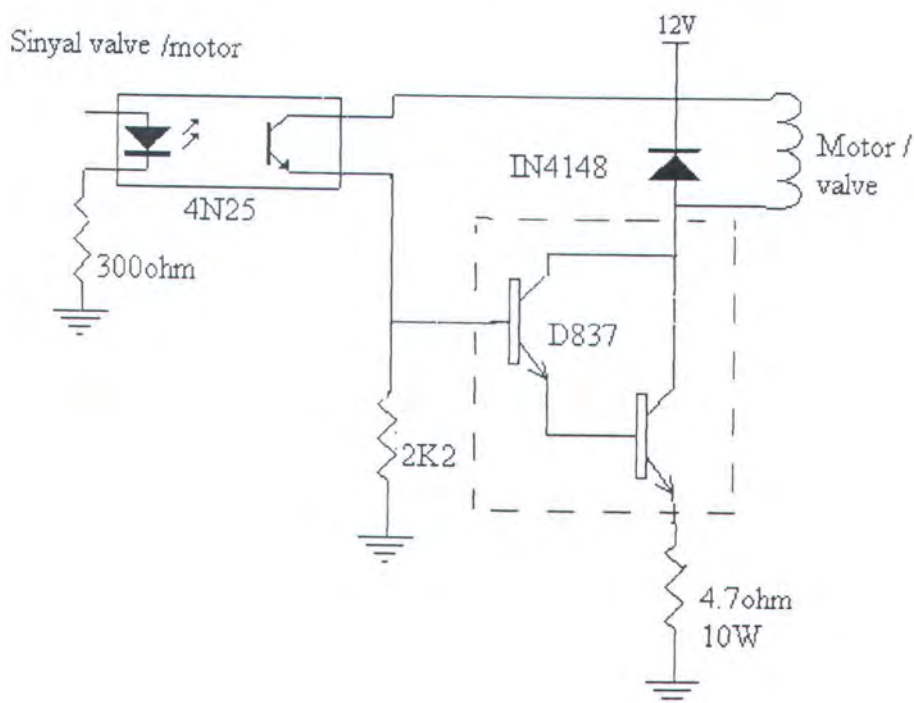 12V
Sinyal valve /motor
IN4148
Motor /
valve
4N25
300ohm
D837
2K2
4.7ohm
10W